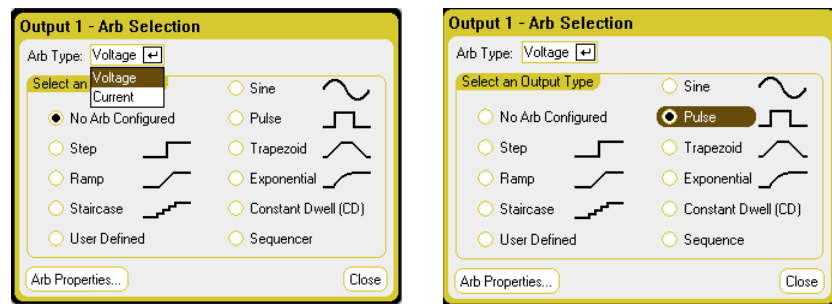 Output 1 - Arb Selection
Arb Type: Voltage
Voltage
Current
Select an
Sine
No Arb Configured
Pulse
Step
Trapezoid
Ramp
Exponential
Staircase
Constant Dwell (CD)
User Defined
Sequencer
Arb Properties...
Close
Output 1 - Arb Selection
Arb Type: Voltage
Select an Output Type
Sine
No Arb Configured
Pulse
Step
Trapezoid
Ramp
Exponential
Staircase
Constant Dwell (CD)
User Defined
Sequence
Arb Properties...
Close